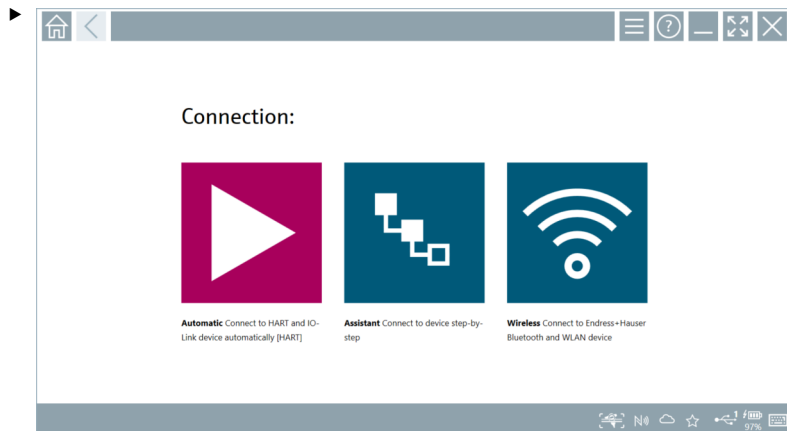 ?
Connection:
Automatic Connect to HART and IO-
Link device automatically [HART]
Assistant Connect to device step-by-
step
Wireless Connect to Endress+Hauser
Bluetooth and WLAN device
N
1
97%